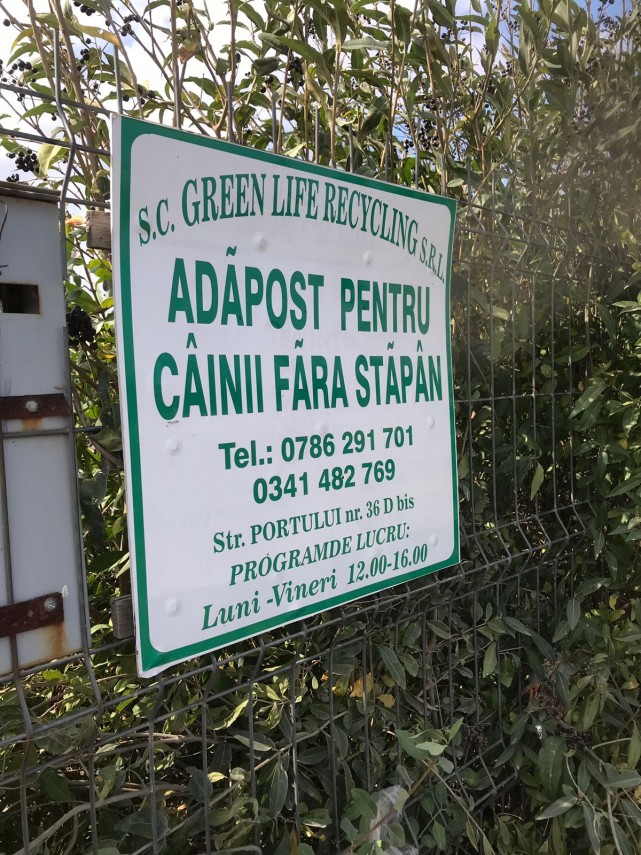 S.C. GREEN LIFE RECYCLING S.R.L.
ADÃPOST PENTRU
CÂINII FÃRA STÃPÂN
Tel.: 0786 291 701
0341 482 769
Str. PORTULUI nr. 36 D bis
PROGRAMDE LUCRU:
Luni -Vineri 12.00-16.00